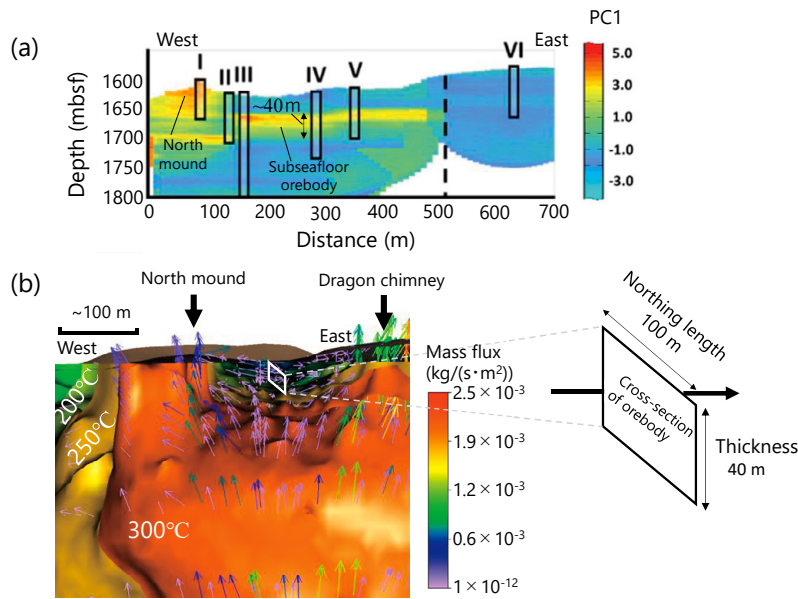 (a)
West
East
PC1
I
II
III
IV
V
VI
Depth (mbsf)
1600
1650
1700
1750
1800
~40 m
North
mound
Subseafloor
orebody
0
100
200
300
400
500
600
700
Distance (m)
5.0
3.0
1.0
-1.0
-3.0
(b)
North mound
Dragon chimney
~100 m
West
East
200℃
250℃
300℃
Mass flux
(kg/(s·m²))
2.5×10⁻³
1.9×10⁻³
1.2×10⁻³
0.6×10⁻³
1×10⁻¹²
Northing length
100 m
Cross-section
of orebody
Thickness
40 m